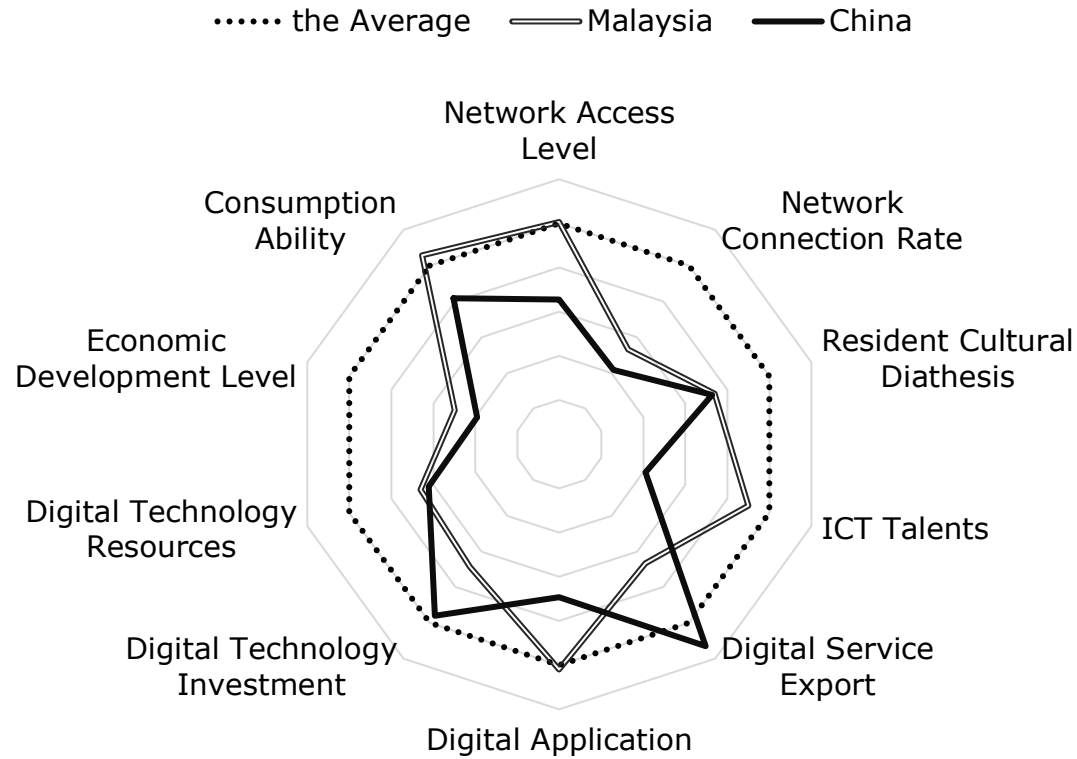 the Average Malaysia China
Network Access
Level
Network
Connection Rate
Resident Cultural
Diathesis
ICT Talents
Digital Service
Export
Digital Application
Digital Technology
Investment
Digital Technology
Resources
Economic
Development Level
Consumption
Ability